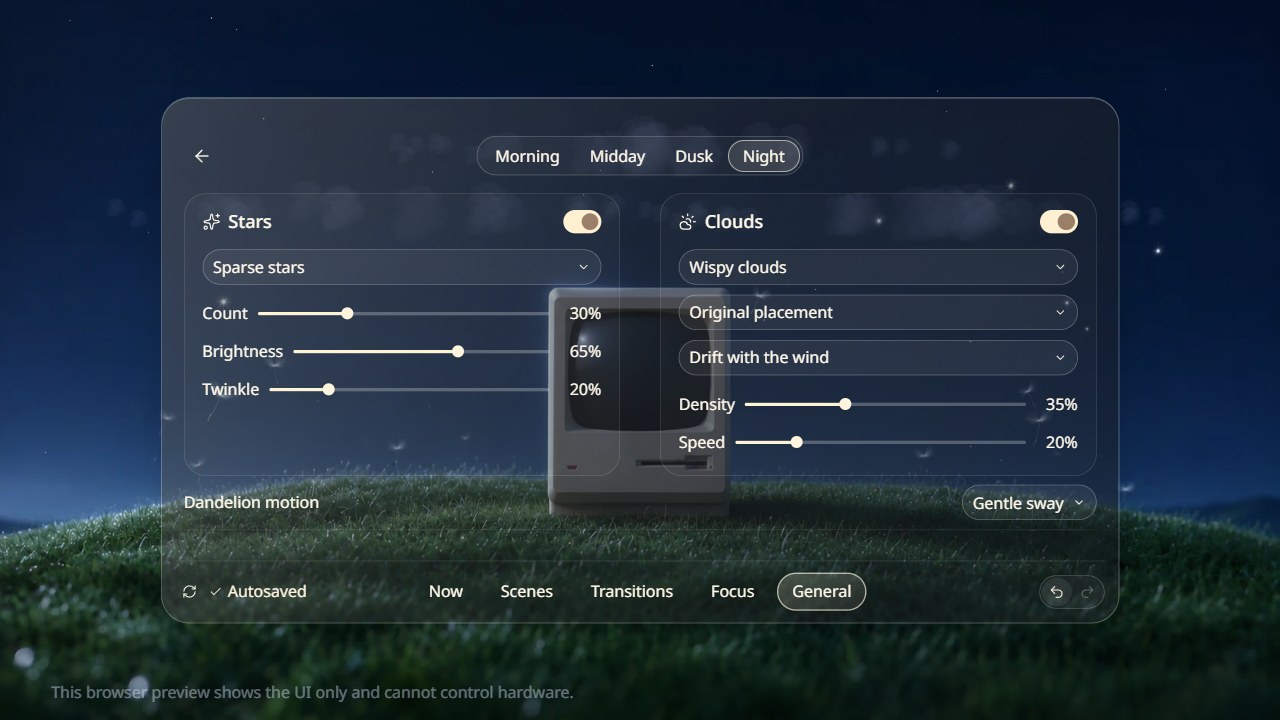 Morning Midday Dusk Night
Stars
Sparse stars
Count 30%
Brightness 65%
Twinkle 20%
Clouds
Wispy clouds
Original placement
Drift with the wind
Density 35%
Speed 20%
Dandelion motion Gentle sway
Autosaved Now Scenes Transitions Focus General
This browser preview shows the UI only and cannot control hardware.